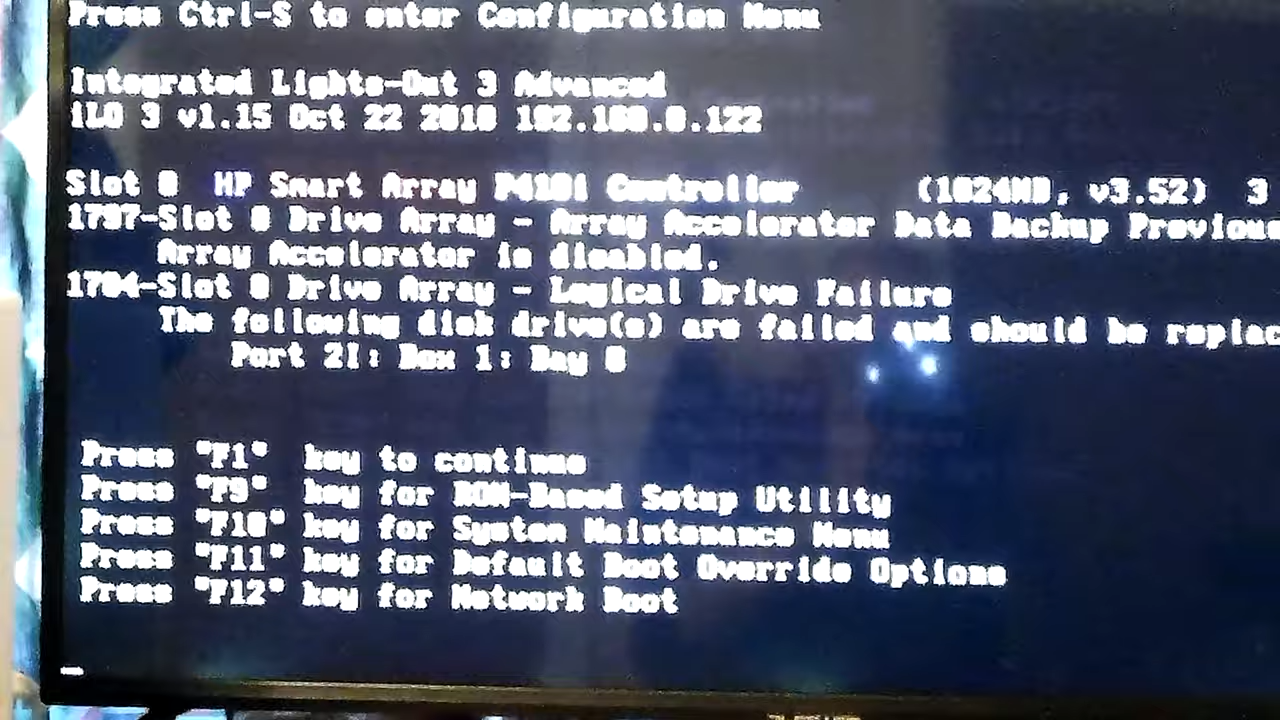 Press Ctrl-S to enter Configuration Menu
Integrated Lights-Out 3 Advanced
iLO 3 v1.15 Oct 22 2010 192.168.0.122
Slot 0 HP Smart Array P410i Controller (1024MB, v3.52) 3
1797-Slot 0 Drive Array - Array Accelerator Data Backup Previous
Array Accelerator is disabled.
1784-Slot 0 Drive Array - Logical Drive Failure
The following disk drive(s) are failed and should be replac
Port 2I: Box 1: Bay
Press "F1" key to continue
Press "F9" key for ROM-Based Setup Utility
Press "F10" key for System Maintenance Menu
Press "F11" key for Default Boot Override Options
Press "F12" key for Network Boot